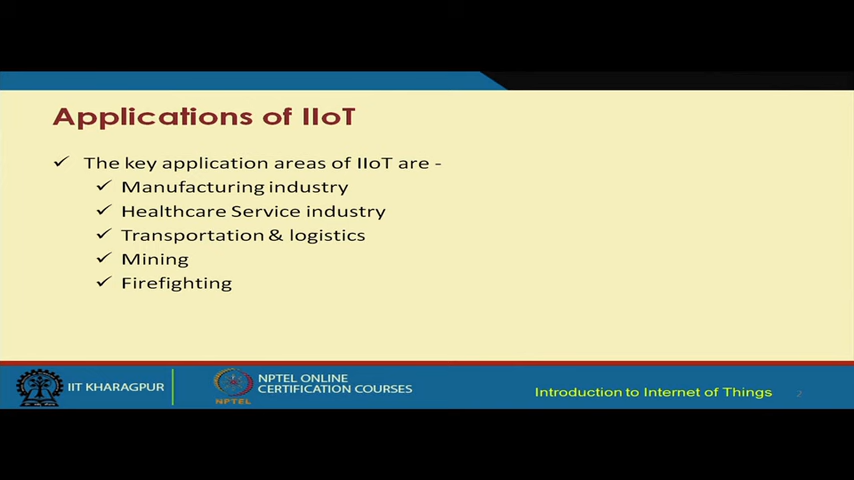 Applications of IIoT
✓ The key application areas of IIoT are -
✓ Manufacturing industry
✓ Healthcare Service industry
✓ Transportation & logistics
✓ Mining
✓ Firefighting
IIT KHARAGPUR
NPTEL
NPTEL ONLINE
CERTIFICATION COURSES
Introduction to Internet of Things
2